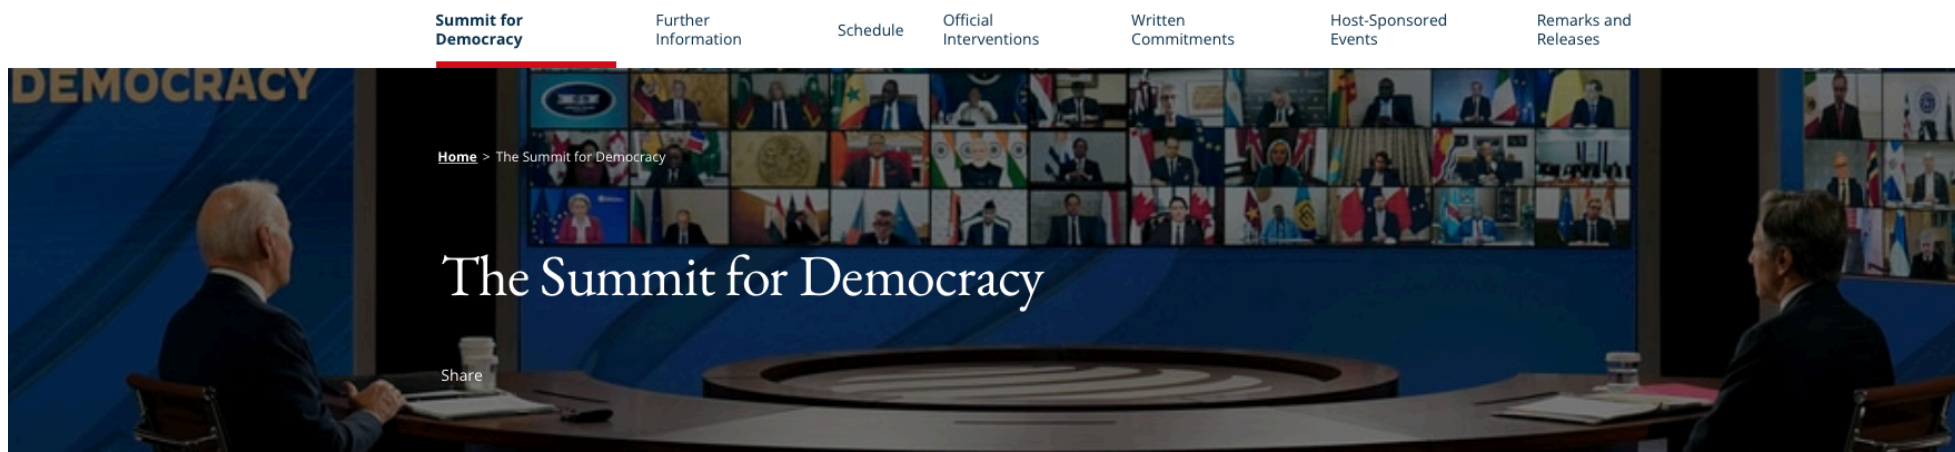 Summit for
Democracy
Further
Information
Schedule
Official
Interventions
Written
Commitments
Host-Sponsored
Events
Remarks and
Releases
DEMOCRACY
Home > The Summit for Democracy
The Summit for Democracy
Share